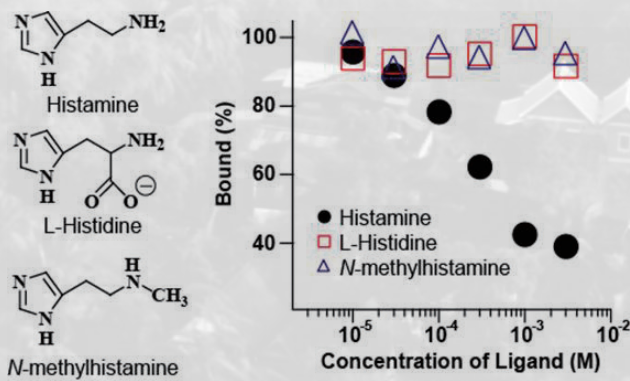 N
NH2
N
H
Histamine
N
NH2
N
H
O
O
⊖
L-Histidine
N
H
N
CH3
N
H
N-methylhistamine
Bound (%)
100
80
60
40
Histamine
L-Histidine
N-methylhistamine
10-5
10-4
10-3
10-2
Concentration of Ligand (M)